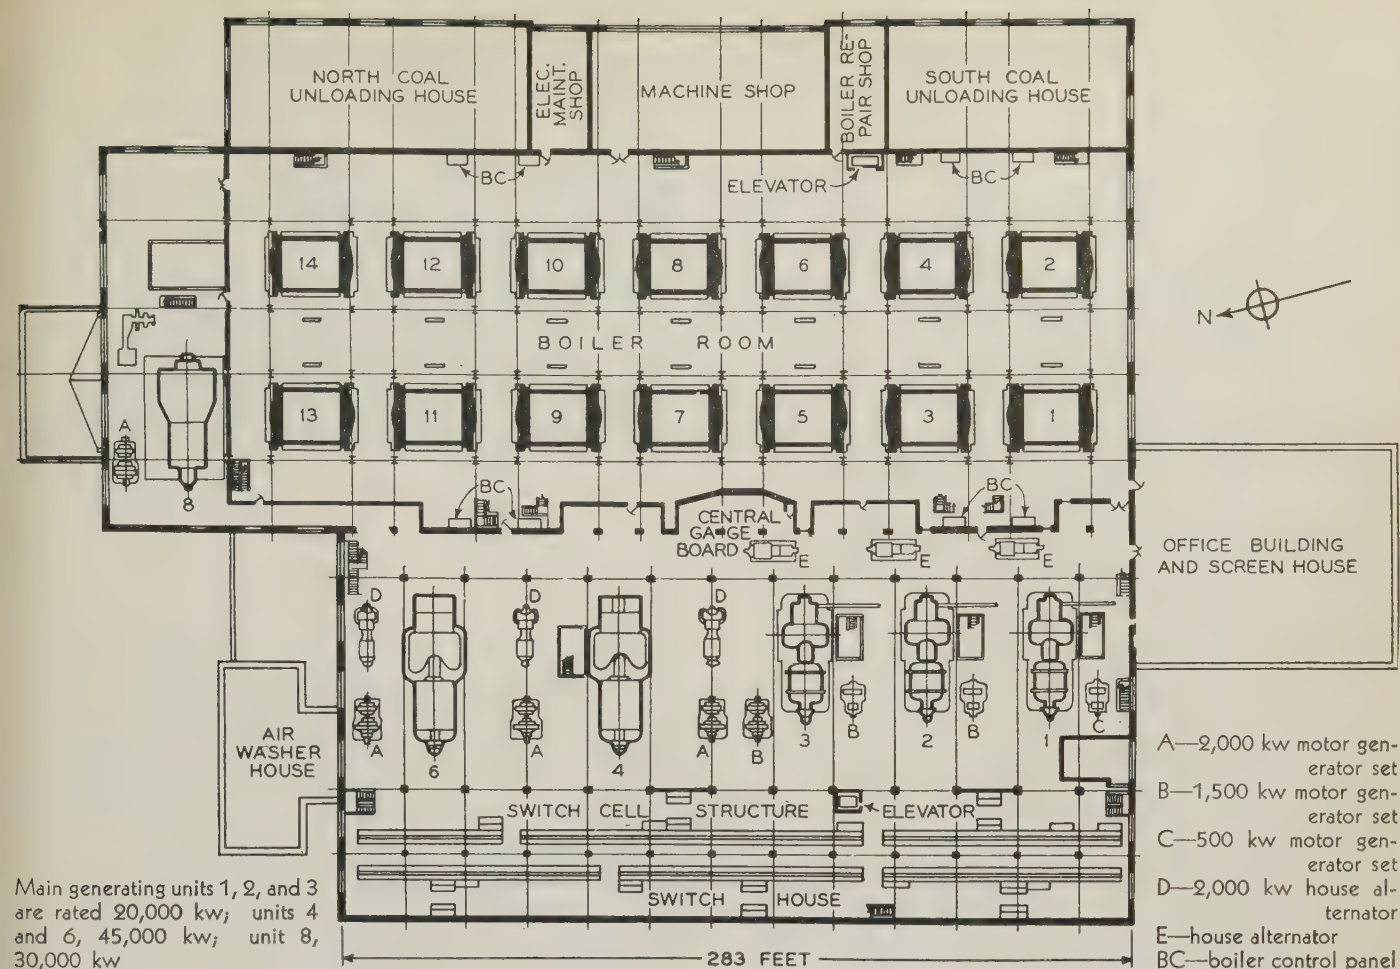 NORTH COAL
UNLOADING HOUSE
ELEC.
MAINT.
SHOP
MACHINE SHOP
BOILER RE-
PAIR SHOP
SOUTH COAL
UNLOADING HOUSE
BC
ELEVATOR
BC
14
12
10
8
6
4
2
N
BOILER ROOM
13
11
9
7
5
3
1
A
8
BC
BC
CENTRAL
GAGE
BOARD
E
E
E
OFFICE BUILDING
AND SCREEN HOUSE
D
D
D
A
A
A
B
B
B
C
6
4
3
2
1
AIR
WASHER
HOUSE
SWITCH CELL STRUCTURE
ELEVATOR
SWITCH HOUSE
283 FEET
Main generating units 1, 2, and 3
are rated 20,000 kw; units 4
and 6, 45,000 kw; unit 8,
30,000 kw
A—2,000 kw motor gen-
erator set
B—1,500 kw motor gen-
erator set
C—500 kw motor gen-
erator set
D—2,000 kw house al-
ternator
E—house alternator
BC—boiler control panel